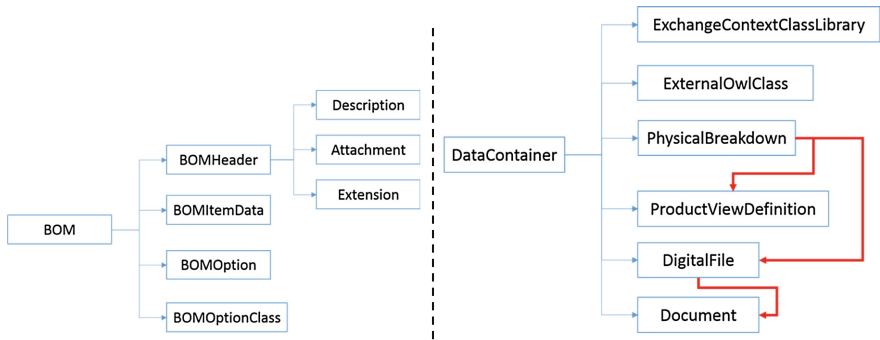 BOM
BOMHeader
BOMItemData
BOMOption
BOMOptionClass
Description
Attachment
Extension
DataContainer
ExchangeContextClassLibrary
ExternalOwlClass
PhysicalBreakdown
ProductViewDefinition
DigitalFile
Document